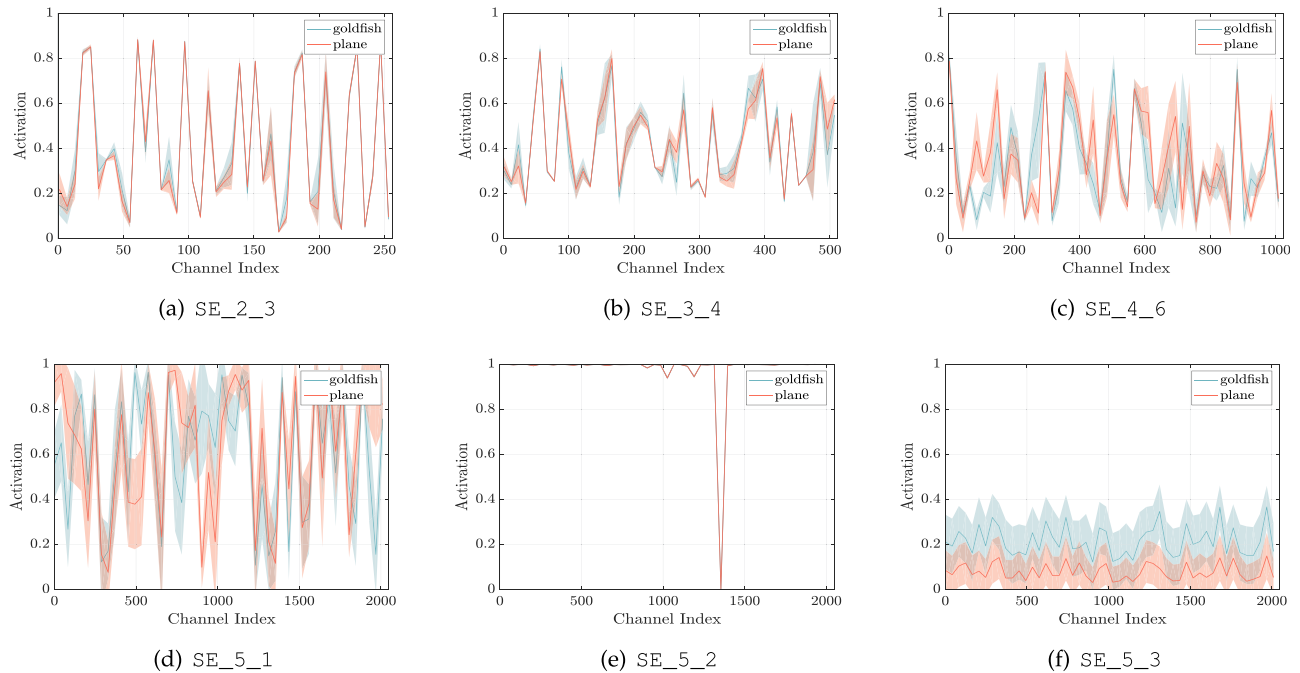 goldfish
plane
Activation
1
0.8
0.6
0.4
0.2
0
0 50 100 150 200 250
Channel Index
(a) SE_2_3
goldfish
plane
Activation
1
0.8
0.6
0.4
0.2
0
0 100 200 300 400 500
Channel Index
(b) SE_3_4
goldfish
plane
Activation
1
0.8
0.6
0.4
0.2
0
0 200 400 600 800 1000
Channel Index
(c) SE_4_6
goldfish
plane
Activation
1
0.8
0.6
0.4
0.2
0
0 500 1000 1500 2000
Channel Index
(d) SE_5_1
goldfish
plane
Activation
1
0.8
0.6
0.4
0.2
0
0 500 1000 1500 2000
Channel Index
(e) SE_5_2
goldfish
plane
Activation
1
0.8
0.6
0.4
0.2
0
0 500 1000 1500 2000
Channel Index
(f) SE_5_3